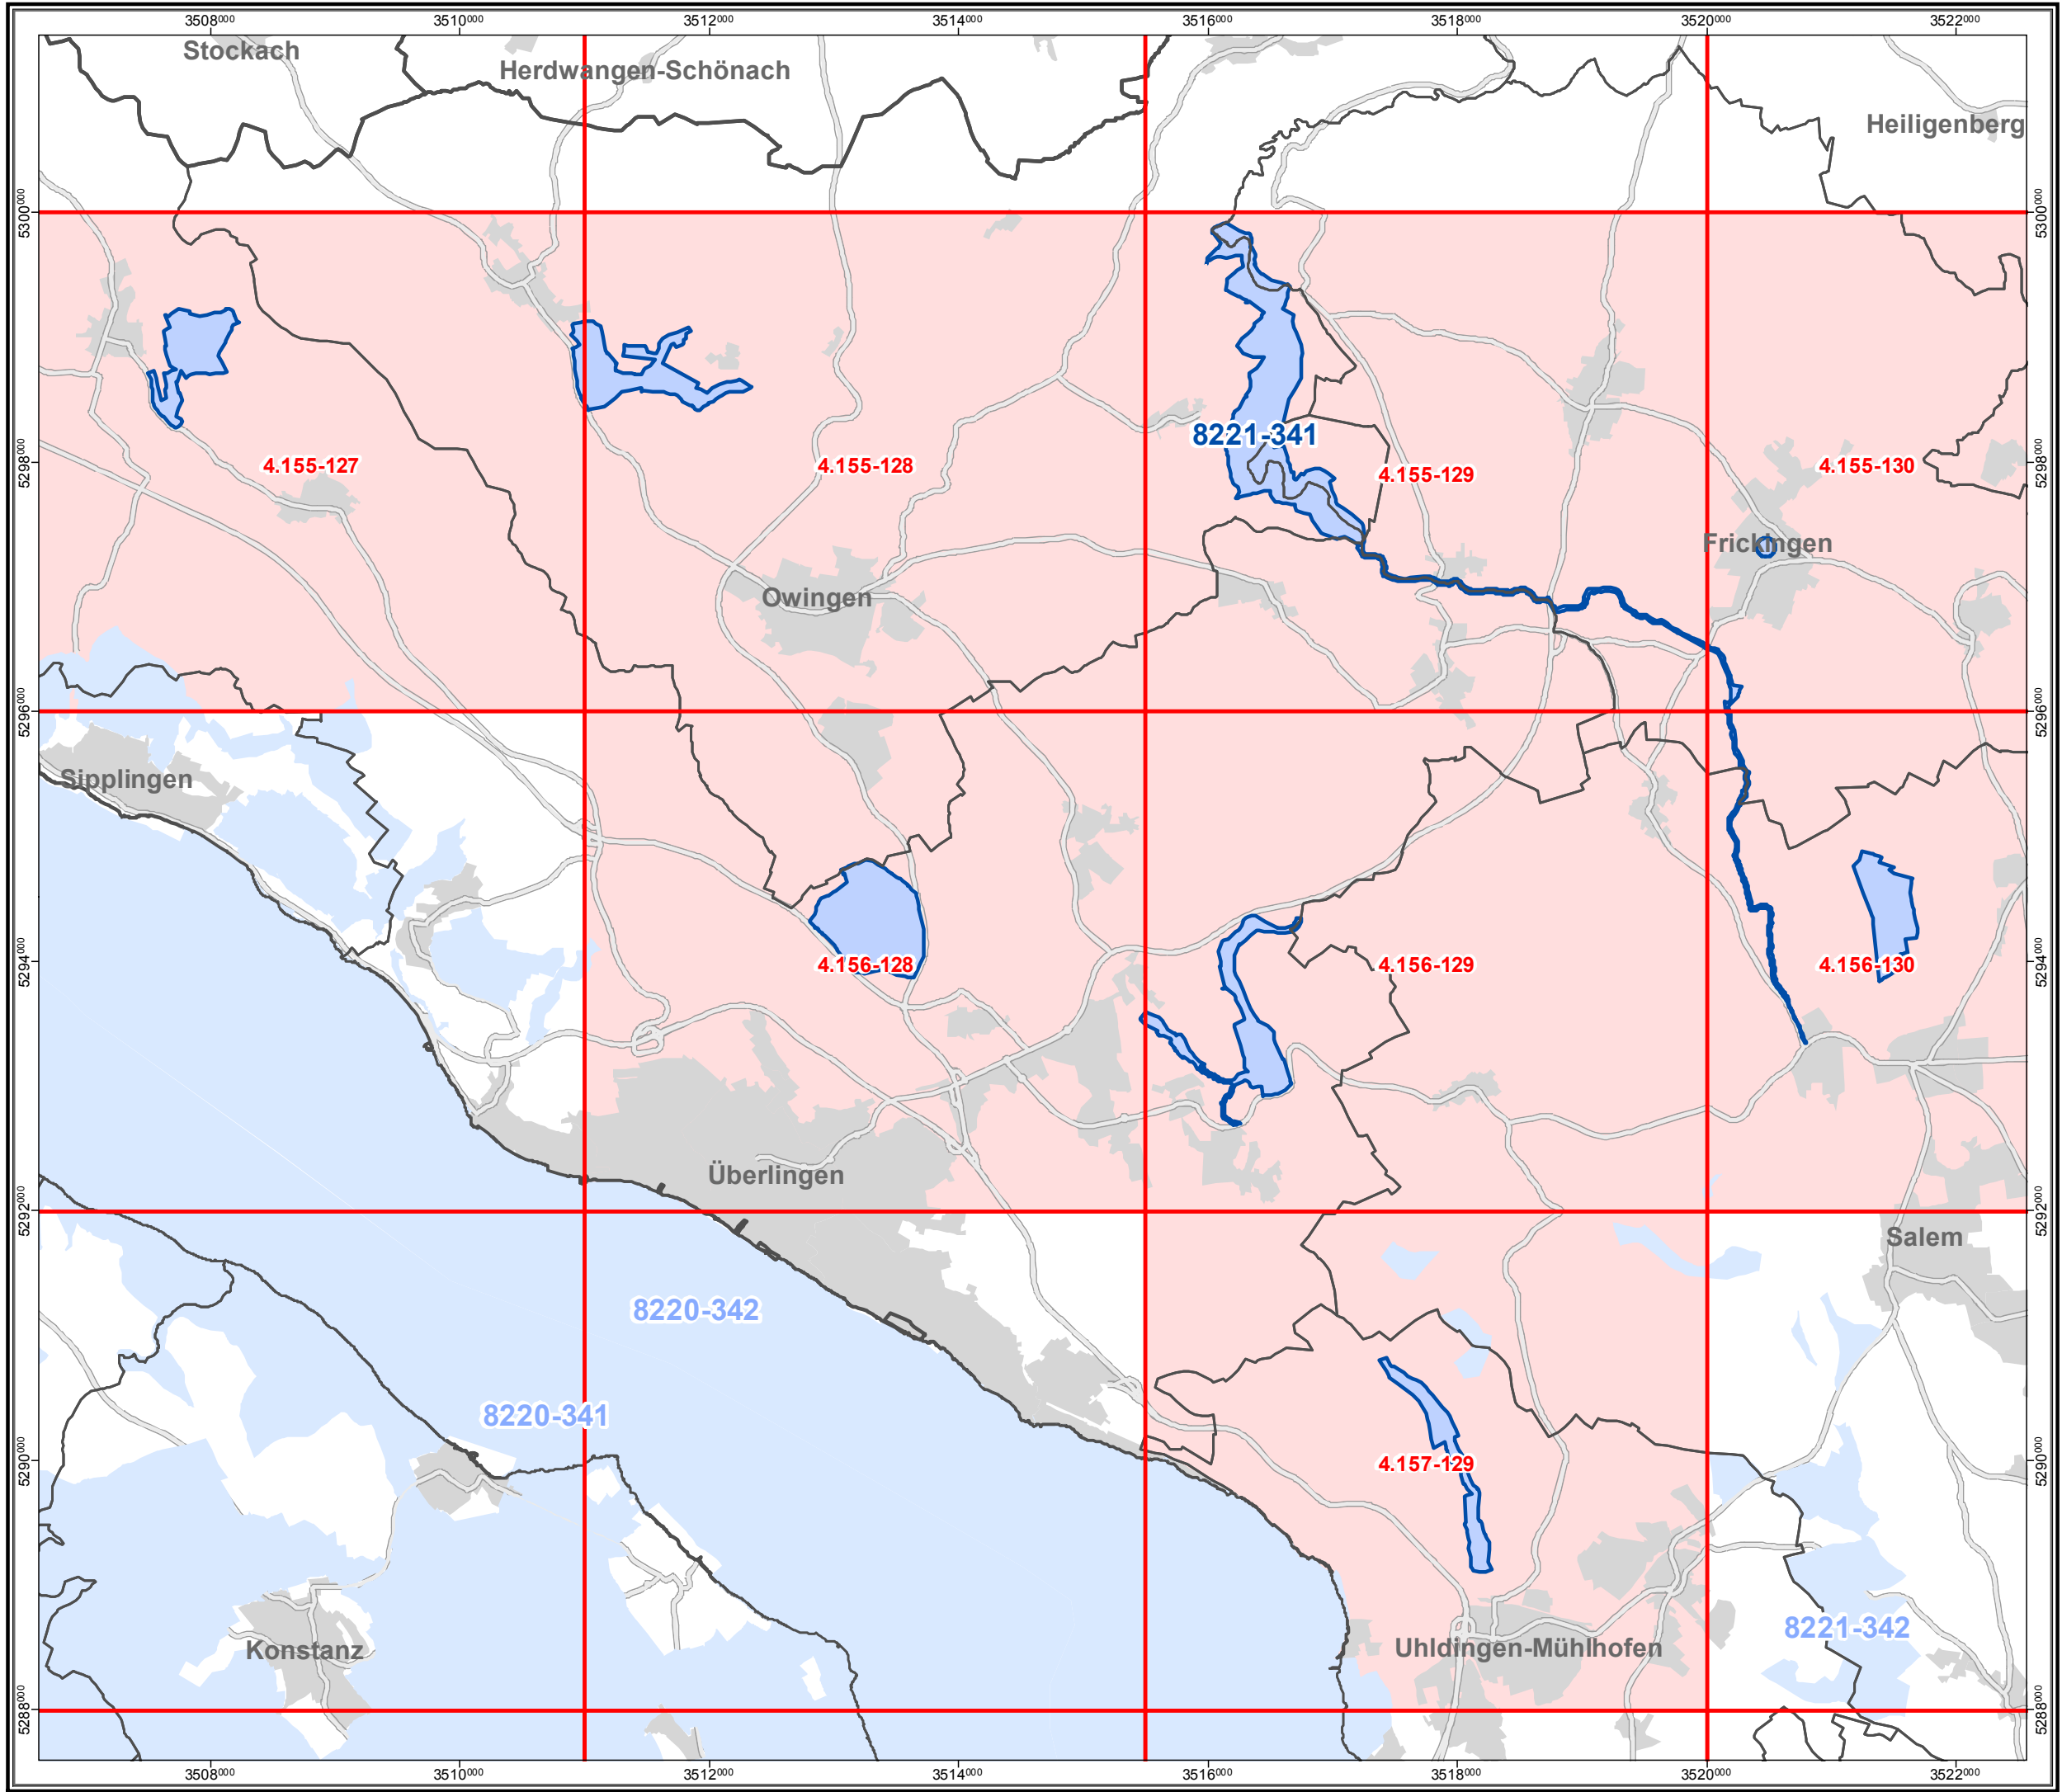 3508000 3510000 3512000 3514000 3516000 3518000 3520000 3522000
Stockach
Herdwangen-Schönach
Heiligenberg
5300000 5300000
8221-341
4.155-127
4.155-128
4.155-129
4.155-130
5298000 5298000
Frickingen
Owingen
5296000 5296000
Sipplingen
4.156-128
4.156-129
4.156-130
5294000 5294000
Überlingen
5292000 5292000
Salem
8220-342
8220-341
4.157-129
5290000 5290000
8221-342
Konstanz
Uhldingen-Mühlhofen
5288000 5288000
3508000 3510000 3512000 3514000 3516000 3518000 3520000 3522000